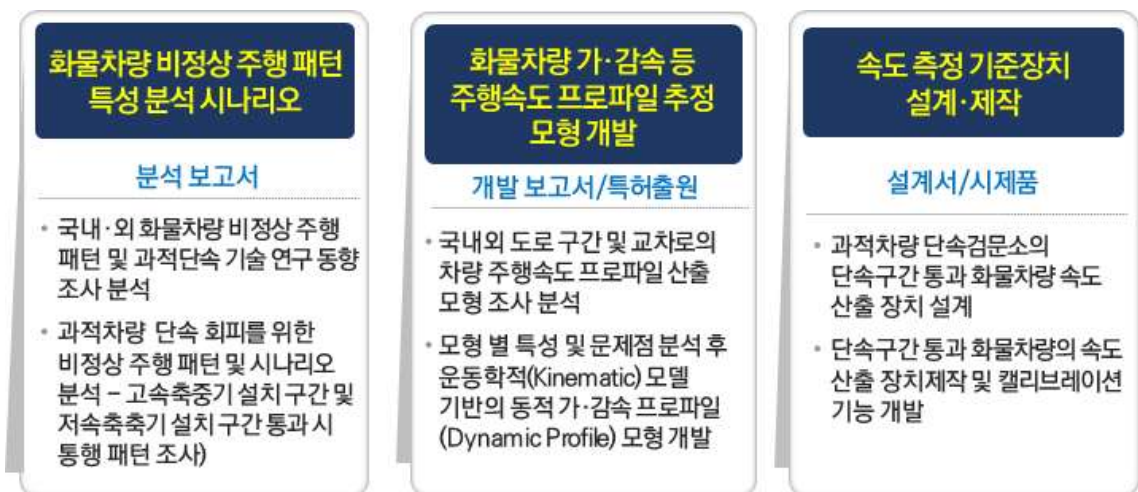 화물차량 비정상 주행 패턴
특성 분석 시나리오
분석 보고서
• 국내·외 화물차량 비정상 주행
패턴 및 과적단속 기술 연구 동향
조사 분석
• 과적차량 단속 회피를 위한
비정상 주행 패턴 및 시나리오
분석 – 고속축중기 설치 구간 및
저속축축기 설치 구간 통과 시
통행 패턴 조사)
화물차량 가·감속 등
주행속도 프로파일 추정
모형 개발
개발 보고서/특허출원
• 국내외 도로 구간 및 교차로의
차량 주행속도 프로파일 산출
모형 조사 분석
• 모형 별 특성 및 문제점 분석 후
운동학적(Kinematic) 모델
기반의 동적 가·감속 프로파일
(Dynamic Profile) 모형 개발
속도 측정 기준장치
설계·제작
설계서/시제품
• 과적차량 단속검문소의
단속구간 통과 화물차량 속도
산출 장치 설계
• 단속구간 통과 화물차량의 속도
산출 장치제작 및 캘리브레이션
기능 개발